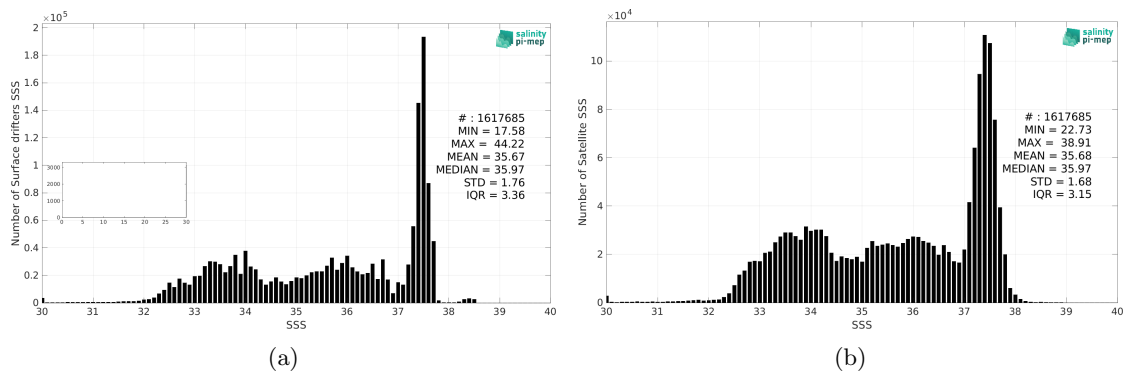 ×10⁵
2
1.8
1.6
1.4
1.2
1
0.8
0.6
0.4
0.2
0
Number of Surface drifters SSS
salinity
pi-mep
# : 1617685
MIN = 17.58
MAX = 44.22
MEAN = 35.67
MEDIAN = 35.97
STD = 1.76
IQR = 3.36
3000
2000
1000
0
0 5 10 15 20 25 30
30 31 32 33 34 35 36 37 38 39 40
SSS
(a)
×10⁴
10
8
6
4
2
0
Number of Satellite SSS
salinity
pi-mep
# : 1617685
MIN = 22.73
MAX = 38.91
MEAN = 35.68
MEDIAN = 35.97
STD = 1.68
IQR = 3.15
30 31 32 33 34 35 36 37 38 39 40
SSS
(b)